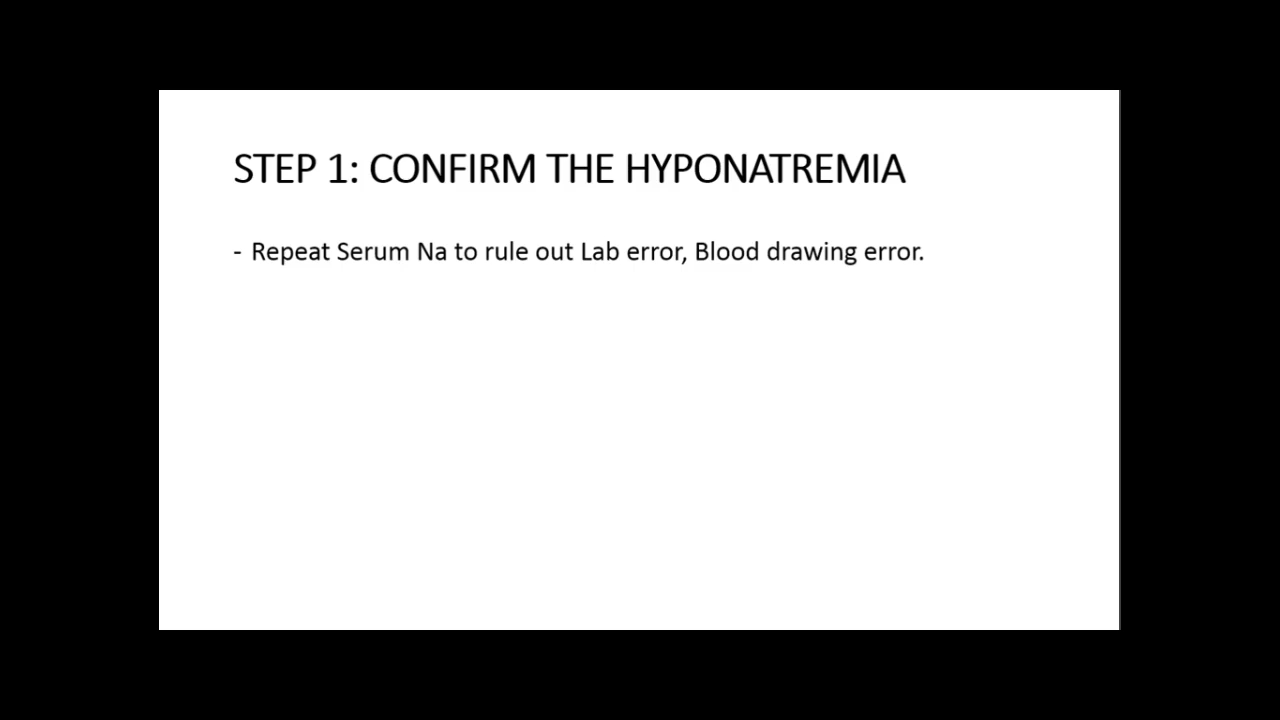 STEP 1: CONFIRM THE HYPONATREMIA
- Repeat Serum Na to rule out Lab error, Blood drawing error.